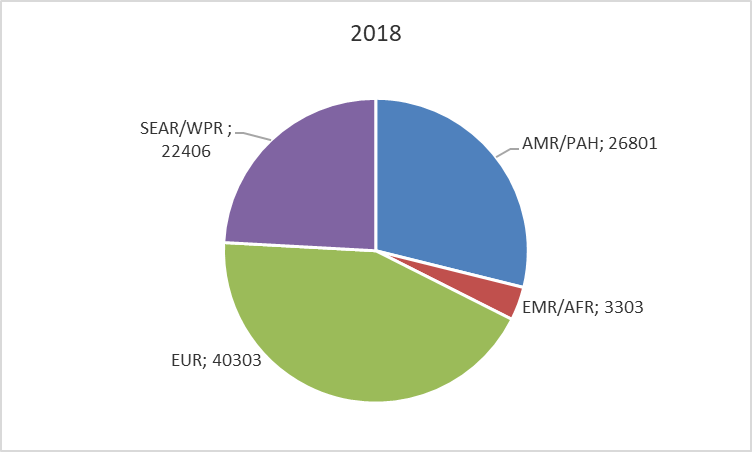 2018
SEAR/WPR ;
22406
AMR/PAH; 26801
EMR/AFR; 3303
EUR; 40303